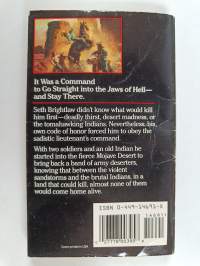 It Was a Command
to Go Straight into the Jaws of Hell—
and Stay There.
Seth Brightlaw didn't know what would kill
him first—deadly thirst, desert madness, or
the tomahawking Indians. Nevertheless, his
own code of honor forced him to obey the
sadistic lieutenant's command.
With two soldiers and an old Indian he
started into the fierce Mojave Desert to
bring back a band of army deserters,
knowing that between the violent
sandstorms and the brutal Indians, in a
land that could kill, almost none of them
would come home alive.
ISBN 0-449-14693-X